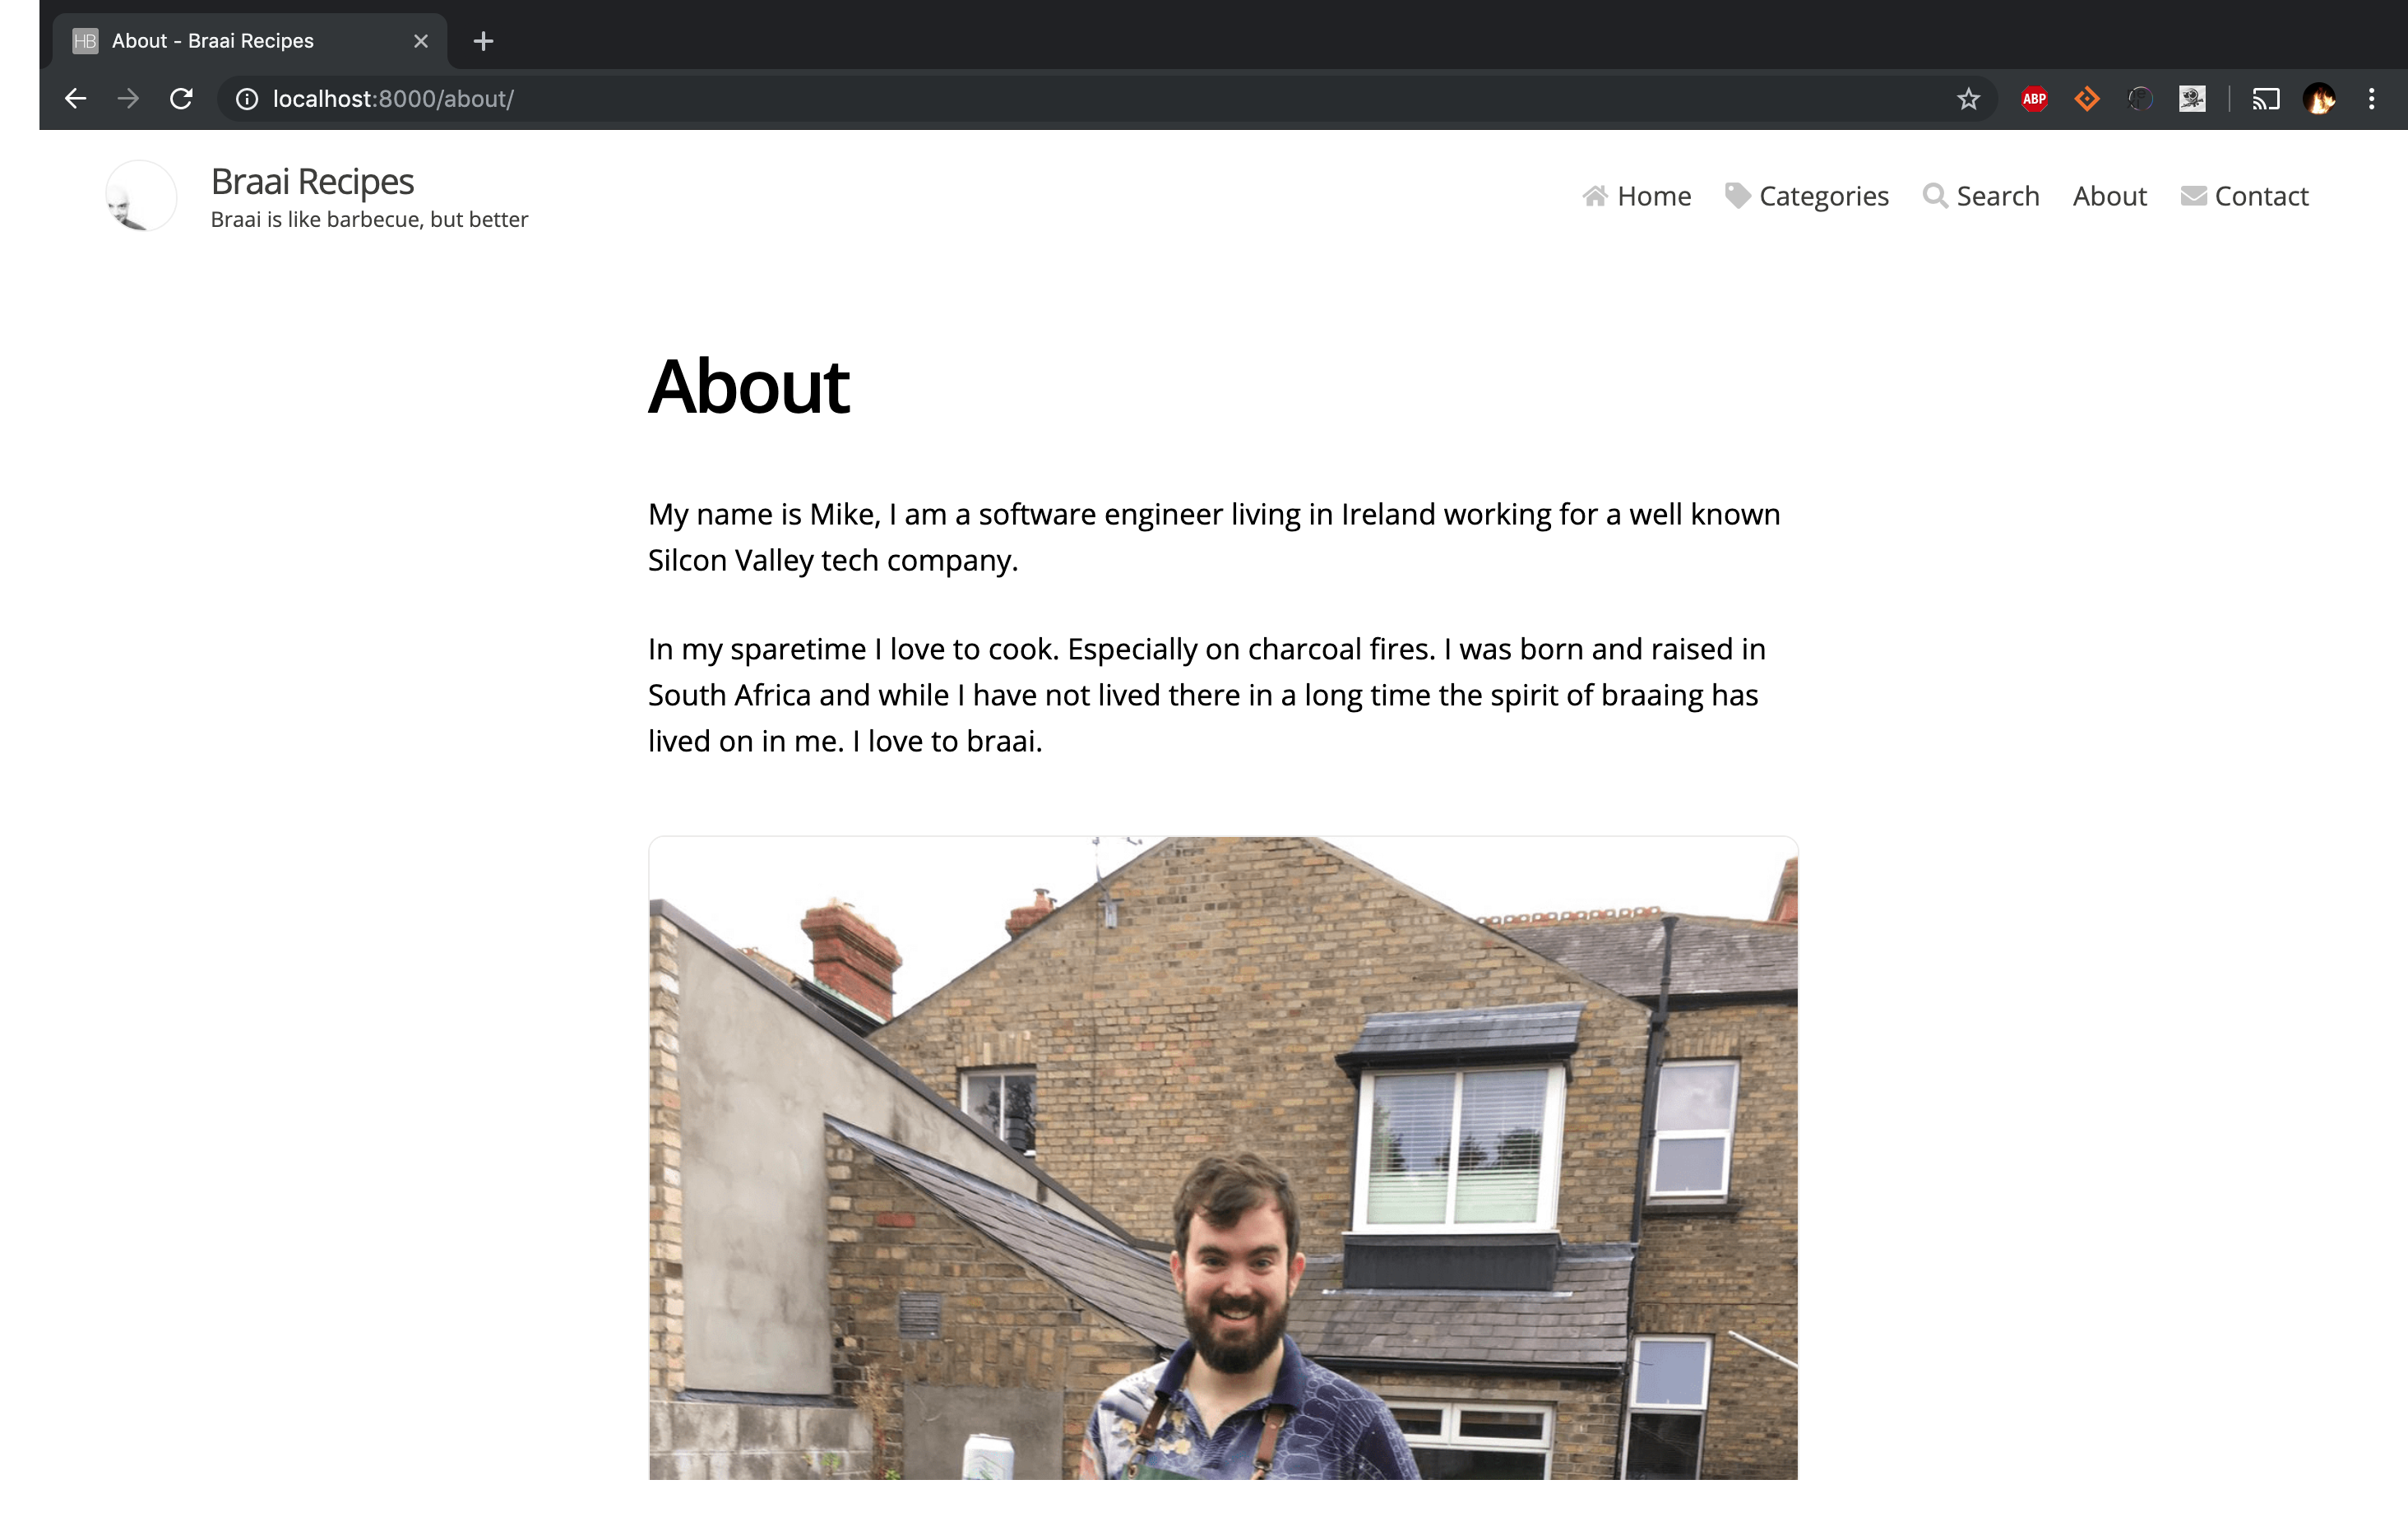 HB About - Braai Recipes
localhost:8000/about/
ABP
Braai Recipes
Braai is like barbecue, but better
Home Categories Search About Contact
About
My name is Mike, I am a software engineer living in Ireland working for a well known
Silcon Valley tech company.
In my sparetime I love to cook. Especially on charcoal fires. I was born and raised in
South Africa and while I have not lived there in a long time the spirit of braaing has
lived on in me. I love to braai.